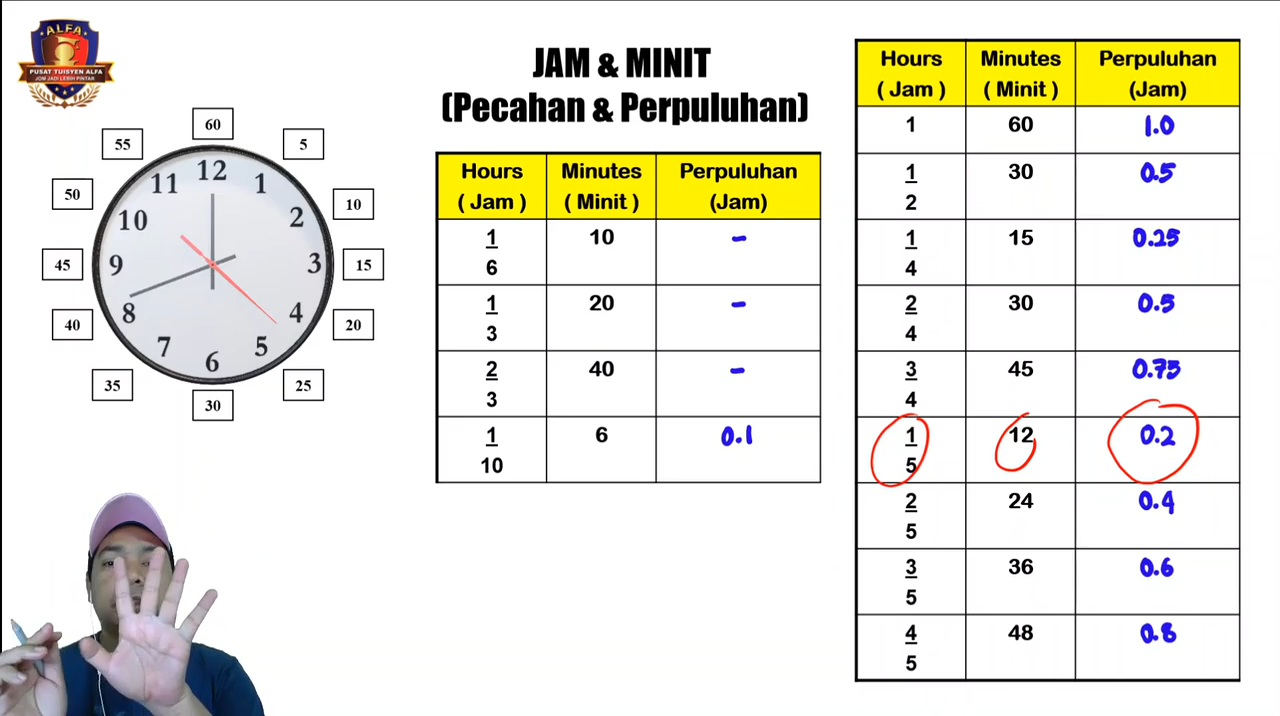 ALFA
PUSAT TUISYEN ALFA
JOM JADI LEBIH PINTAR
JAM & MINIT
(Pecahan & Perpuluhan)
60
55 5
50 10
45 15
40 20
35 25
30
12
11 1
10 2
9 3
8 4
7 5
6
Hours Minutes Perpuluhan
( Jam ) ( Minit ) (Jam)
1 10 -
6
1 20 -
3
2 40 -
3
1 6 0.1
10
Hours Minutes Perpuluhan
( Jam ) ( Minit ) (Jam)
1 60 1.0
1 30 0.5
2
1 15 0.25
4
2 30 0.5
4
3 45 0.75
4
1 12 0.2
5
2 24 0.4
5
3 36 0.6
5
4 48 0.8
5